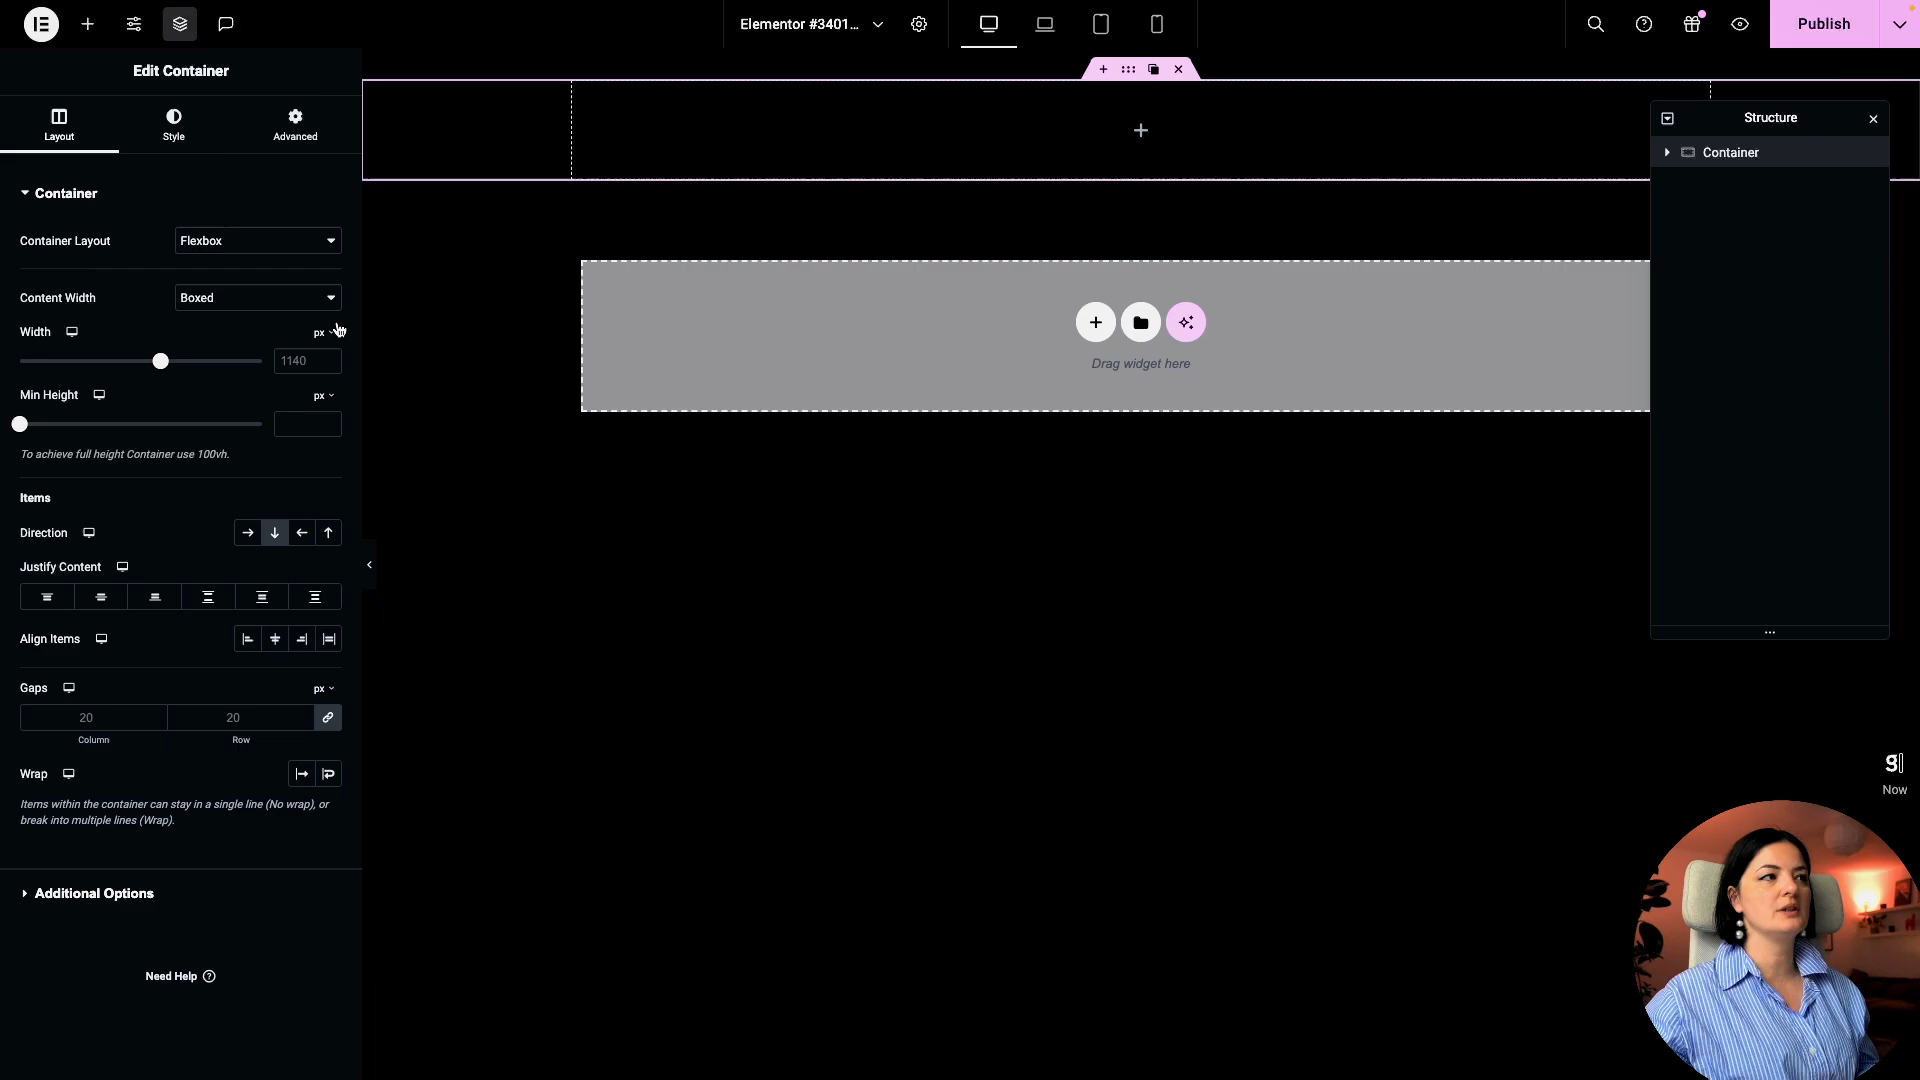 Elementor #3401...
Publish
Edit Container
Layout
Style
Advanced
Structure
Container
Container
Container Layout
Flexbox
Content Width
Boxed
Width
px
1140
Min Height
px
To achieve full height Container use 100vh.
Items
Direction
Justify Content
Align Items
Gaps
px
20
20
Column
Row
Wrap
Items within the container can stay in a single line (No wrap), or
break into multiple lines (Wrap).
Additional Options
Need Help
Drag widget here
Now